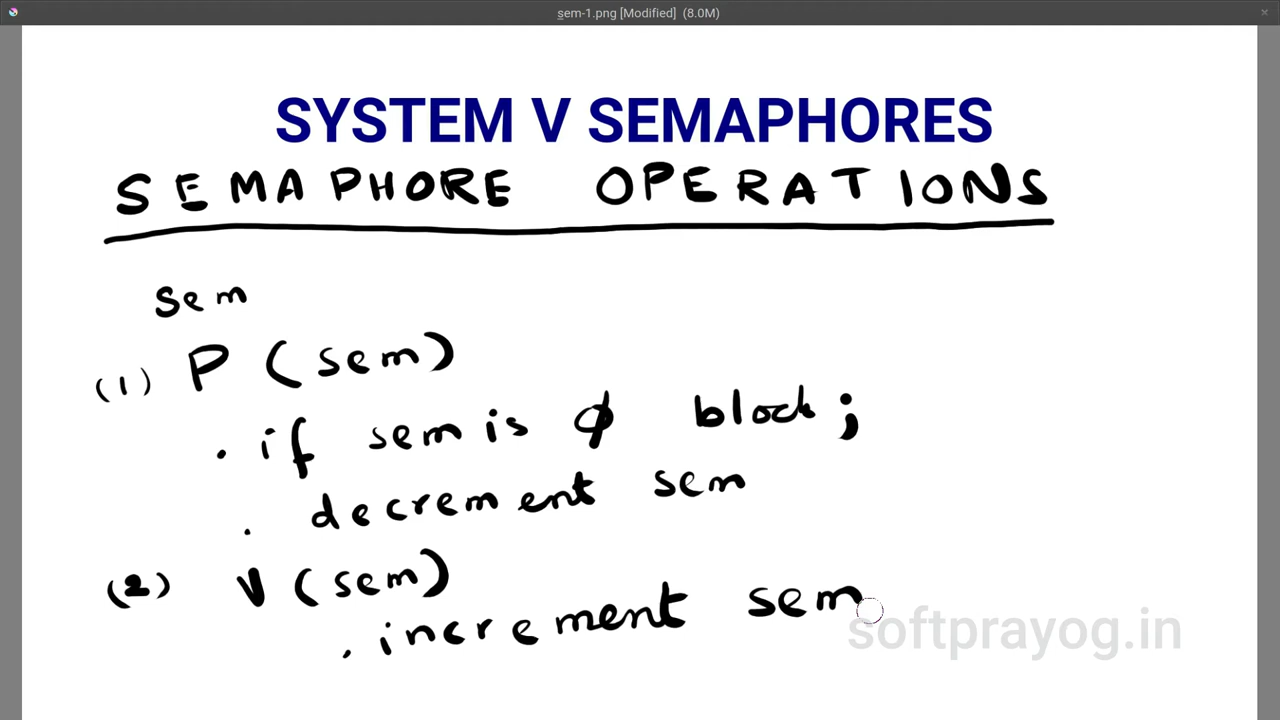 sem-1.png [Modified] (8.0M)
SYSTEM V SEMAPHORES
SEMAPHORE OPERATIONS
sem
(1) P (sem)
. if sem is ϕ block;
. decrement sem
(2) V (sem)
. increment sem
softprayog.in